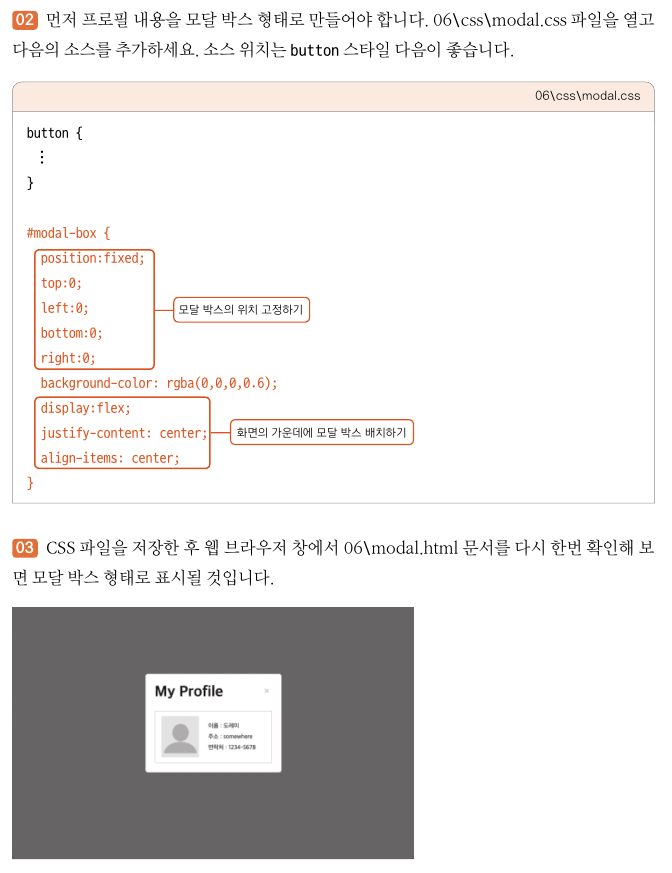 02 먼저 프로필 내용을 모달 박스 형태로 만들어야 합니다. 06\css\modal.css 파일을 열고
다음의 소스를 추가하세요. 소스 위치는 button 스타일 다음이 좋습니다.
06\css\modal.css
button {
⋮
}
#modal-box {
position:fixed;
top:0;
left:0;
모달 박스의 위치 고정하기
bottom:0;
right:0;
background-color: rgba(0,0,0,0.6);
display:flex;
justify-content: center;
화면의 가운데에 모달 박스 배치하기
align-items: center;
}
03 CSS 파일을 저장한 후 웹 브라우저 창에서 06\modal.html 문서를 다시 한번 확인해 보
면 모달 박스 형태로 표시될 것입니다.
My Profile ×
이름 : 도레미
주소 : somewhere
연락처 : 1234-5678